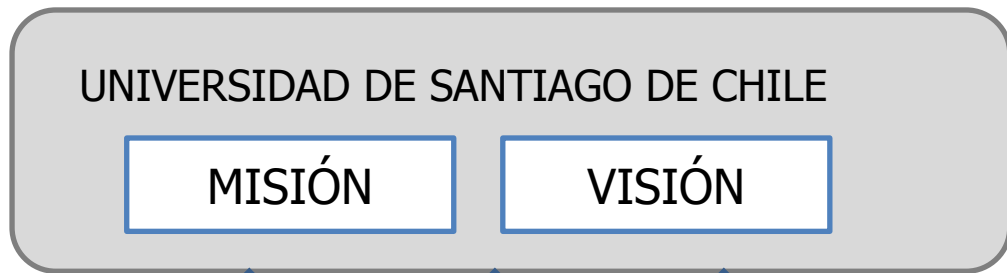 UNIVERSIDAD DE SANTIAGO DE CHILE
MISIÓN VISIÓN